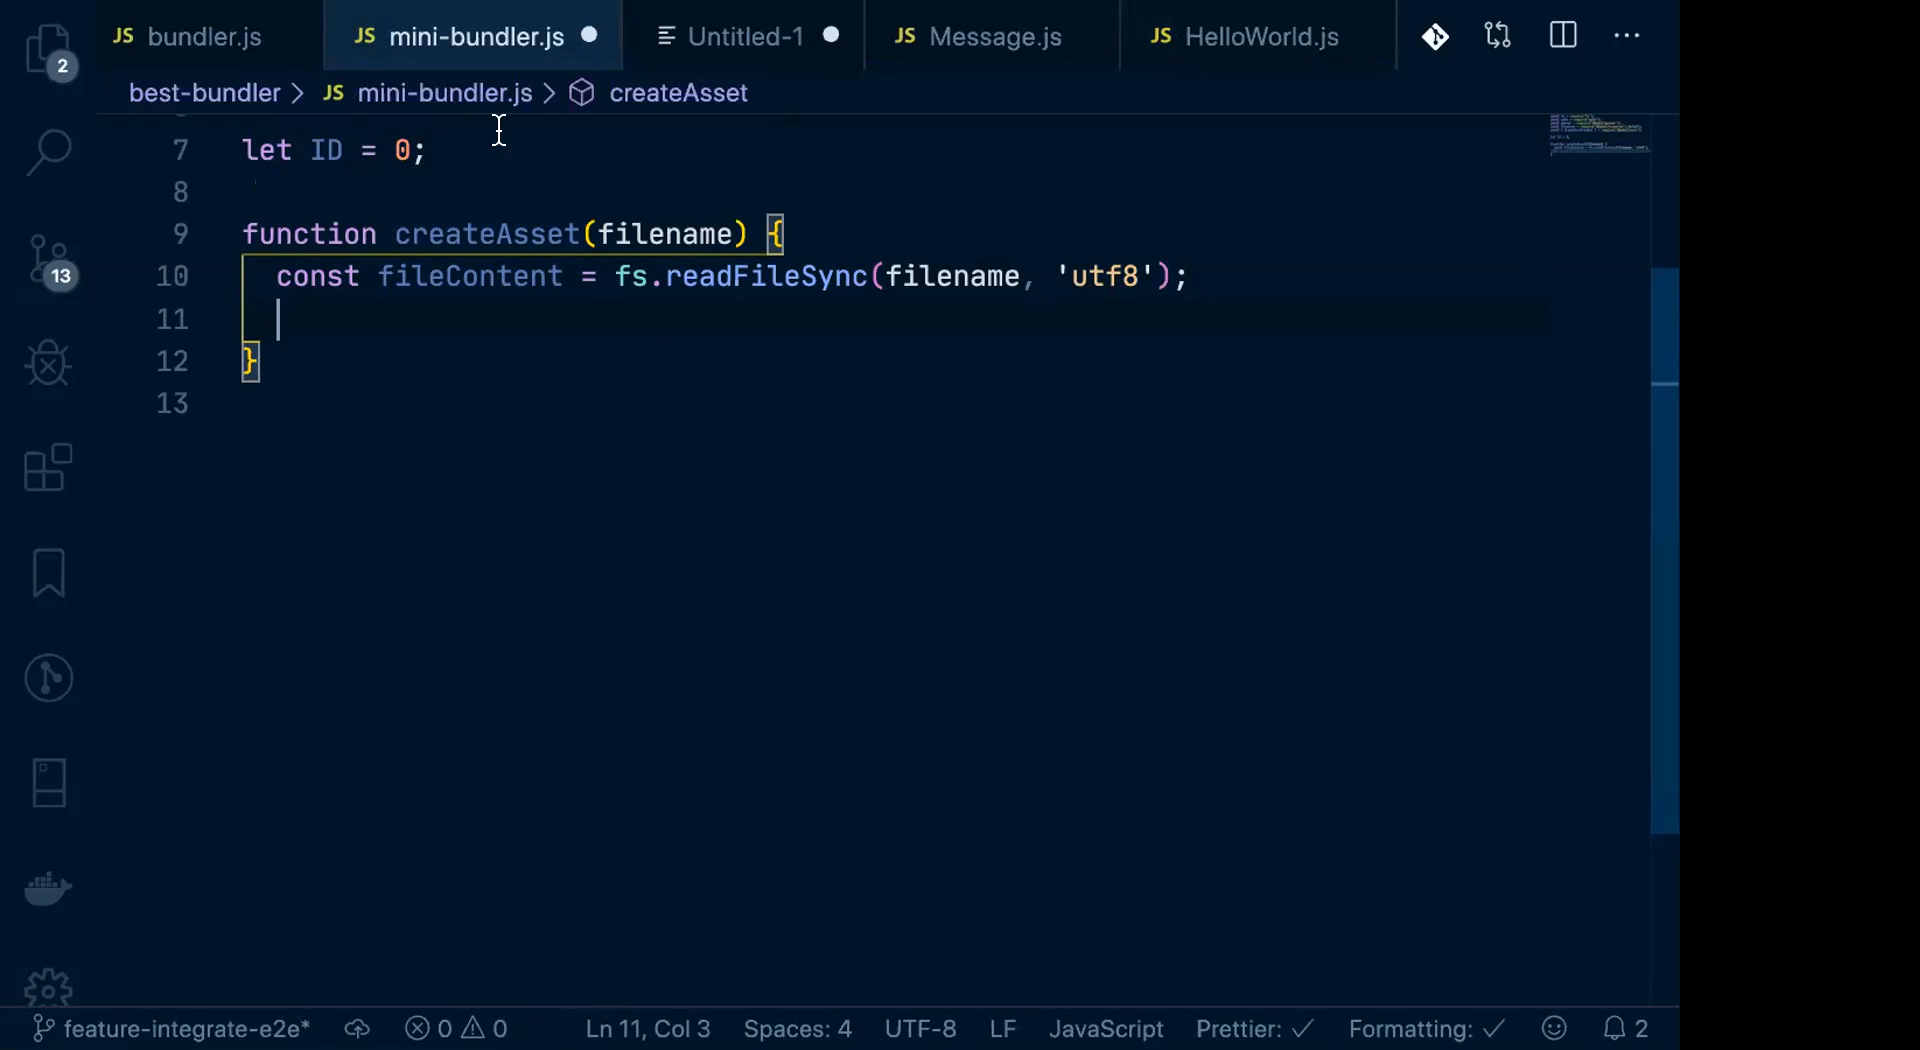 JS bundler.js JS mini-bundler.js Untitled-1 JS Message.js JS HelloWorld.js
best-bundler > JS mini-bundler.js > createAsset
7 let ID = 0;
8
9 function createAsset(filename) {
10 const fileContent = fs.readFileSync(filename, 'utf8');
11
12 }
13
2
13
feature-integrate-e2e* 0 0 Ln 11, Col 3 Spaces: 4 UTF-8 LF JavaScript Prettier: ✓ Formatting: ✓ 2